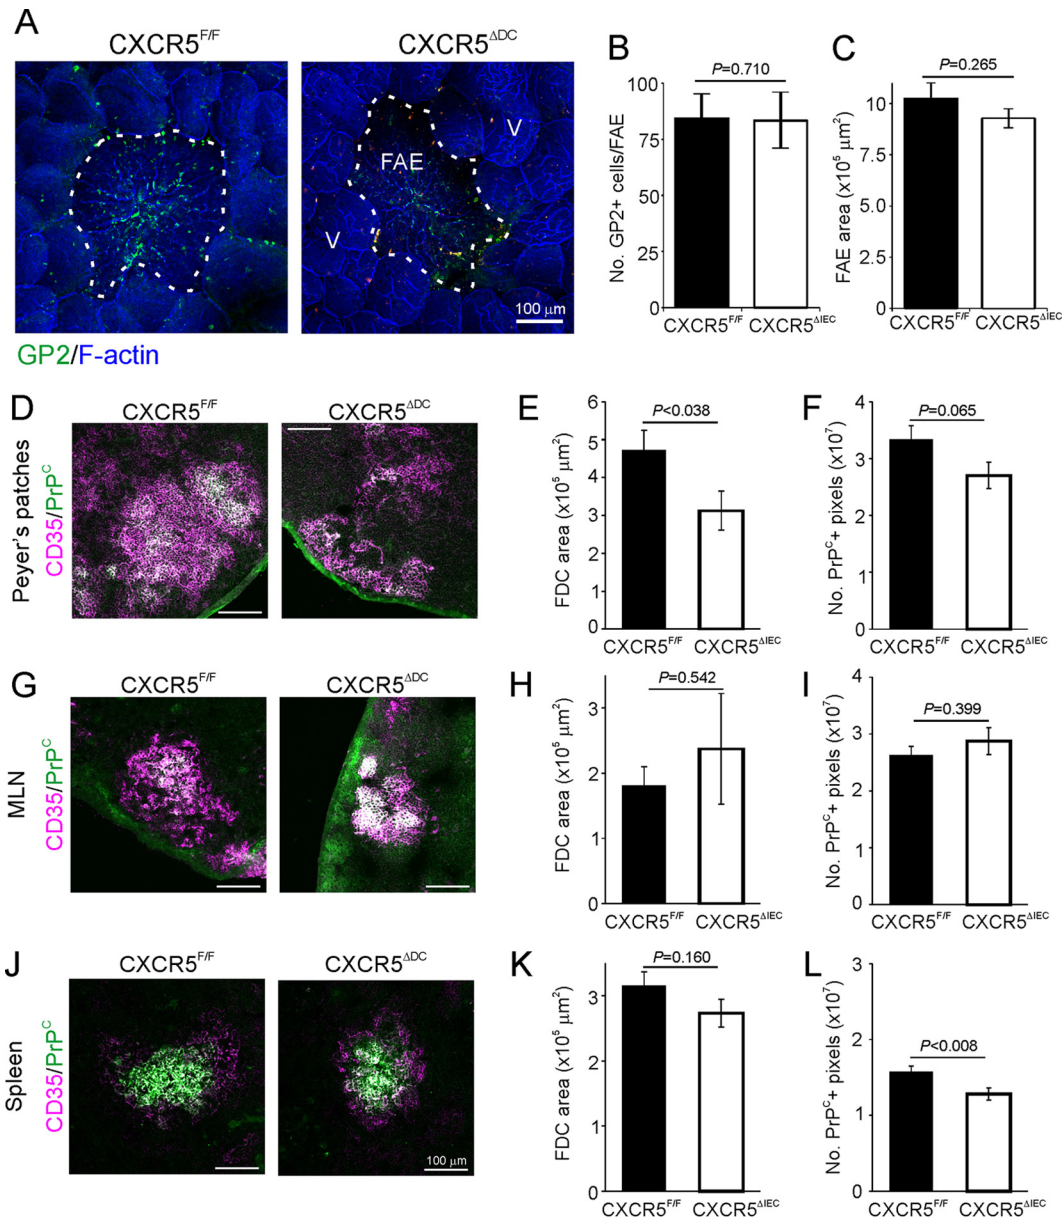 A
CXCR5F/F
CXCR5ΔDC
FAE
V
V
100 μm
GP2/F-actin
B
P=0.710
No. GP2+ cells/FAE
100
75
50
25
0
CXCR5F/F
CXCR5ΔIEC
C
P=0.265
FAE area (x10⁵ μm²)
10
7.5
5
2.5
0
CXCR5F/F
CXCR5ΔIEC
D
CXCR5F/F
CXCR5ΔDC
Peyer's patches
CD35/PrPC
E
P<0.038
FDC area (x10⁵ μm²)
6
5
4
3
2
1
0
CXCR5F/F
CXCR5ΔIEC
F
P=0.065
No. PrPC+ pixels (x10⁷)
4
3
2
1
0
CXCR5F/F
CXCR5ΔIEC
G
CXCR5F/F
CXCR5ΔDC
MLN
CD35/PrPC
H
P=0.542
FDC area (x10⁵ μm²)
3
2
1
0
CXCR5F/F
CXCR5ΔIEC
I
P=0.399
No. PrPC+ pixels (x10⁷)
4
3
2
1
0
CXCR5F/F
CXCR5ΔIEC
J
CXCR5F/F
CXCR5ΔDC
Spleen
CD35/PrPC
100 μm
K
P=0.160
FDC area (x10⁵ μm²)
3
2
1
0
CXCR5F/F
CXCR5ΔIEC
L
P<0.008
No. PrPC+ pixels (x10⁷)
3
2
1
0
CXCR5F/F
CXCR5ΔIEC